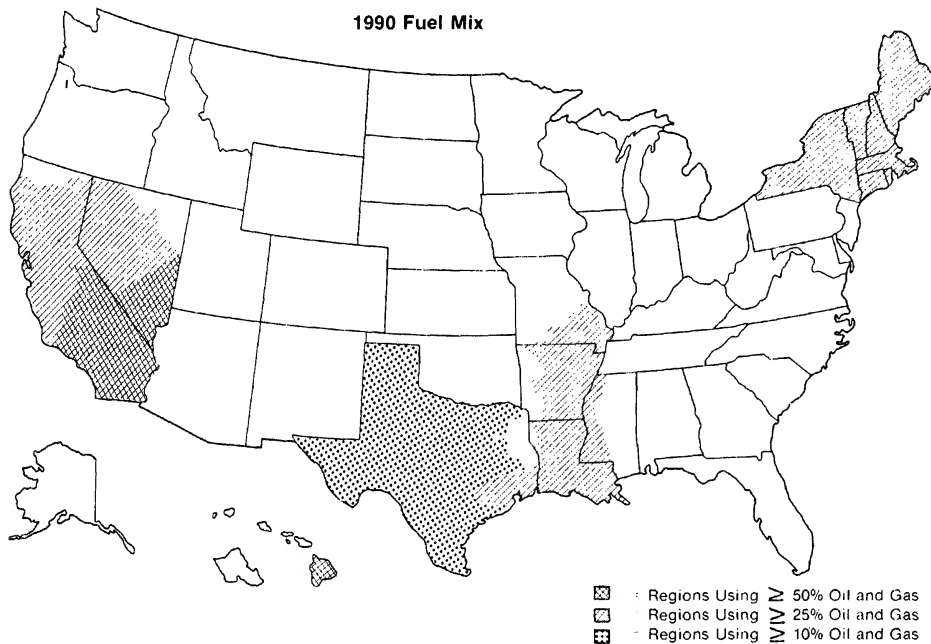 1990 Fuel Mix
Regions Using ≥ 50% Oil and Gas
Regions Using ≥ 25% Oil and Gas
Regions Using ≥ 10% Oil and Gas